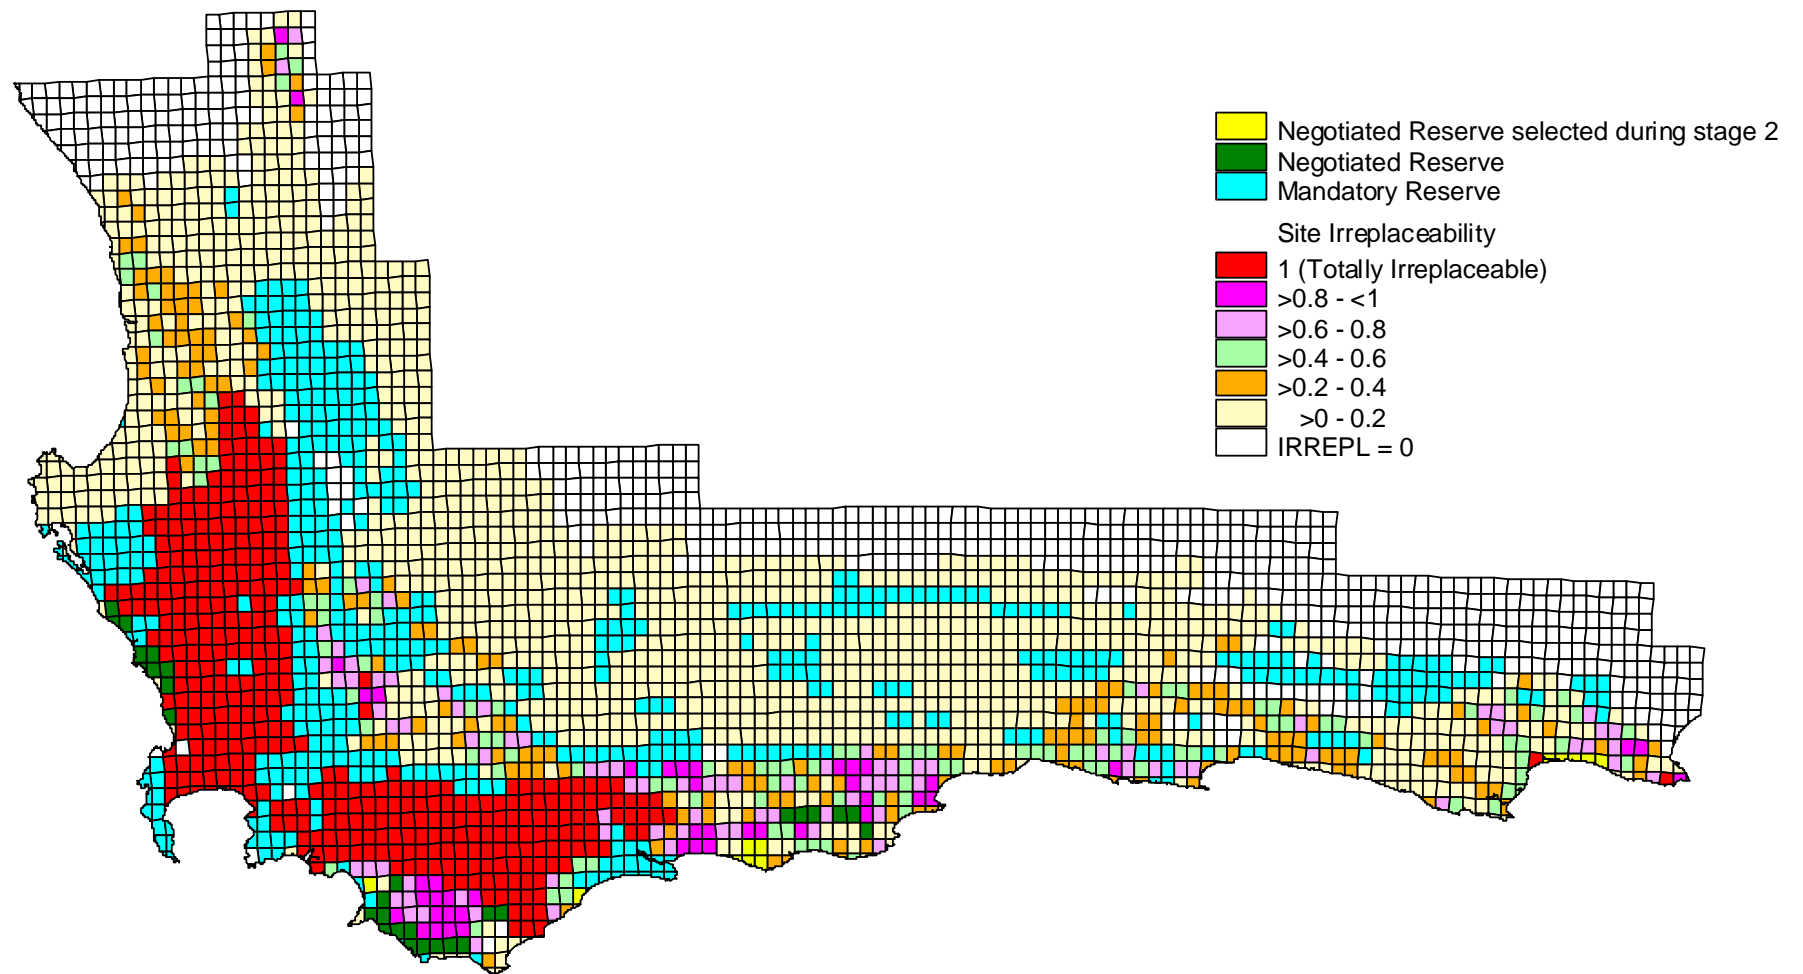 Negotiated Reserve selected during stage 2
Negotiated Reserve
Mandatory Reserve
Site Irreplaceability
1 (Totally Irreplaceable)
>0.8 - <1
>0.6 - 0.8
>0.4 - 0.6
>0.2 - 0.4
>0 - 0.2
IRREPL = 0